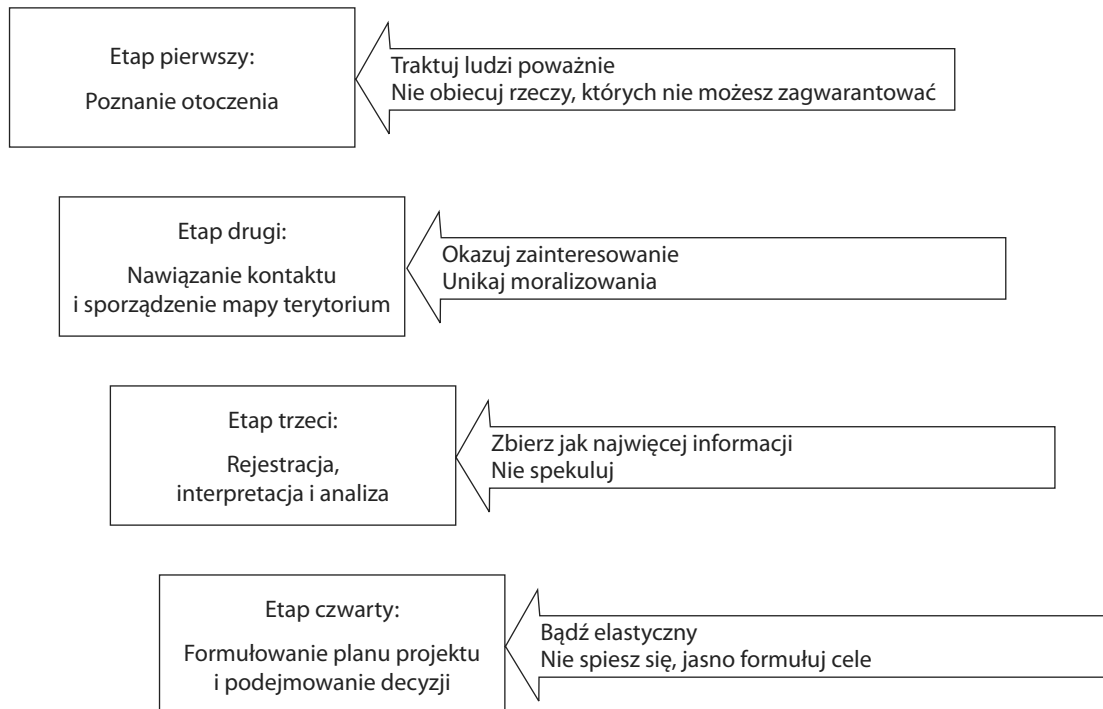 Etap pierwszy:
Poznanie otoczenia
Traktuj ludzi poważnie
Nie obiecuj rzeczy, których nie możesz zagwarantować
Etap drugi:
Nawiązanie kontaktu
i sporządzenie mapy terytorium
Okazuj zainteresowanie
Unikaj moralizowania
Etap trzeci:
Rejestracja,
interpretacja i analiza
Zbierz jak najwięcej informacji
Nie spekuluj
Etap czwarty:
Formułowanie planu projektu
i podejmowanie decyzji
Bądź elastyczny
Nie spiesz się, jasno formułuj cele